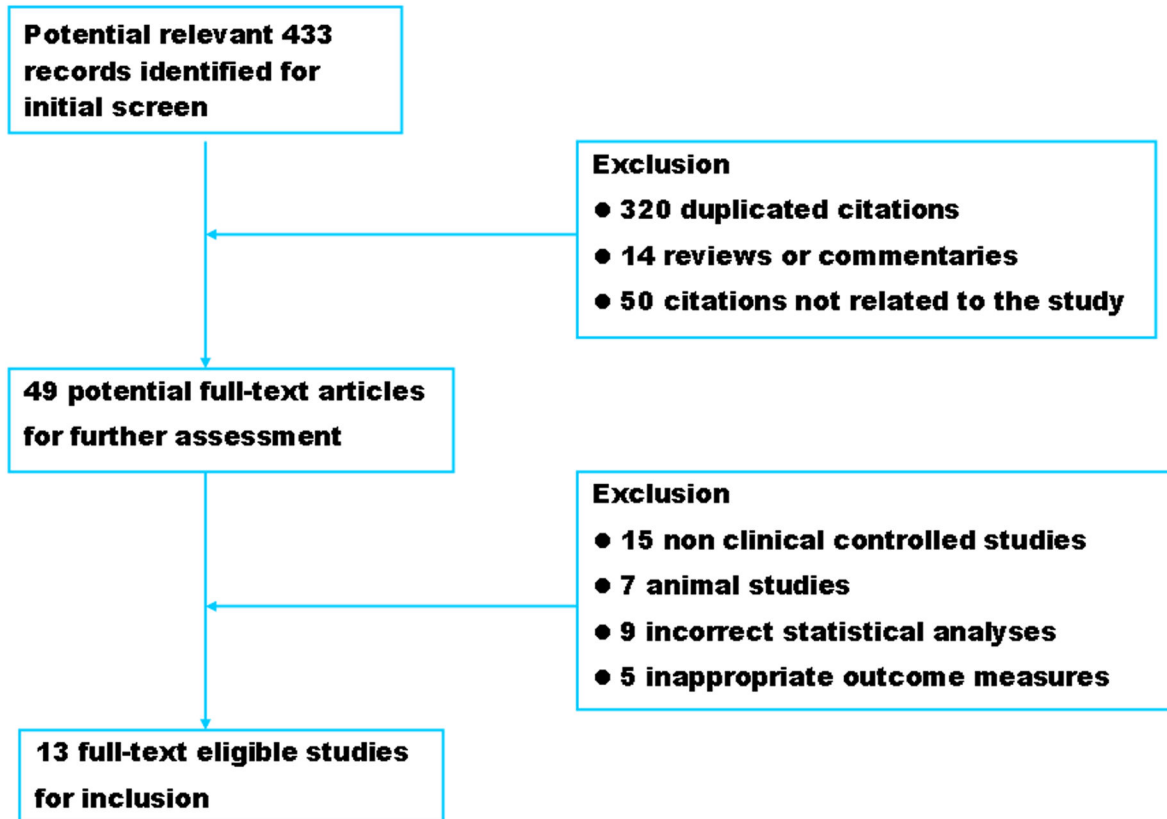 Potential relevant 433
records identified for
initial screen
Exclusion
● 320 duplicated citations
● 14 reviews or commentaries
● 50 citations not related to the study
49 potential full-text articles
for further assessment
Exclusion
● 15 non clinical controlled studies
● 7 animal studies
● 9 incorrect statistical analyses
● 5 inappropriate outcome measures
13 full-text eligible studies
for inclusion